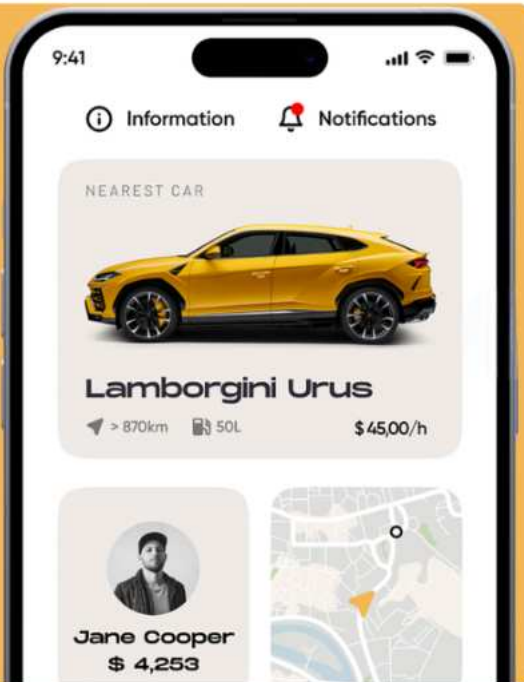 9:41
Information Notifications
NEAREST CAR
Lamborgini Urus
> 870km 50L $45,00/h
Jane Cooper
$ 4,253